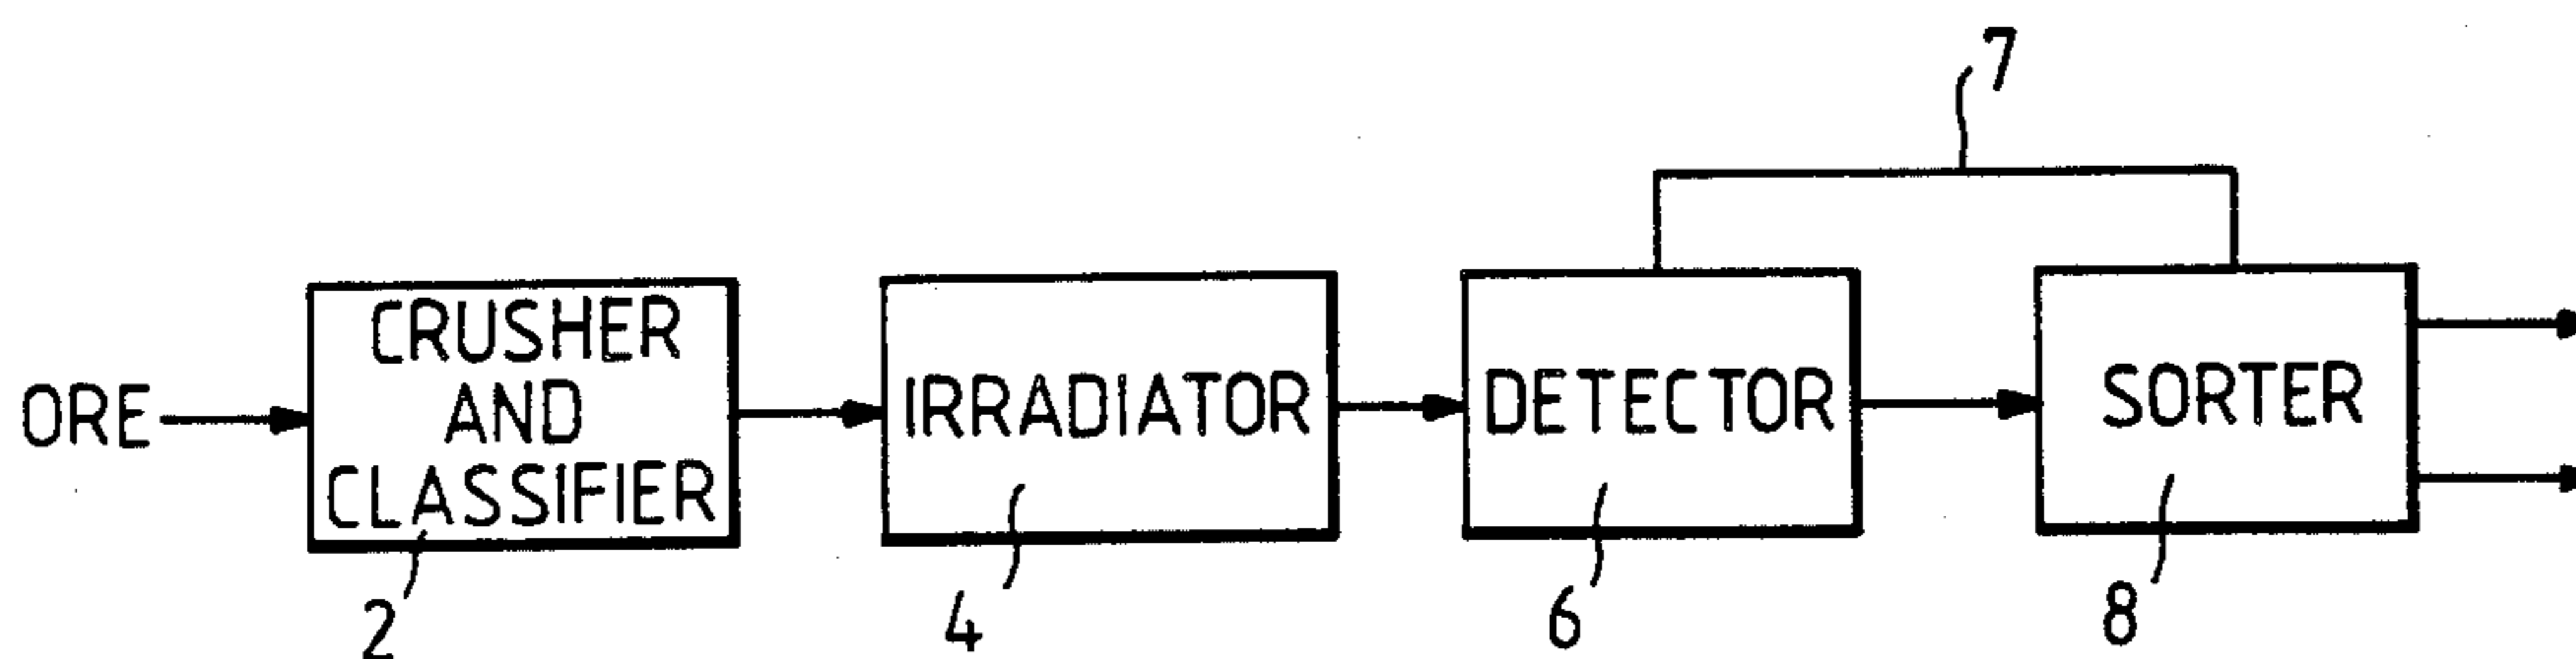 7
ORE
CRUSHER
AND
CLASSIFIER
IRRADIATOR
DETECTOR
SORTER
2
4
6
8